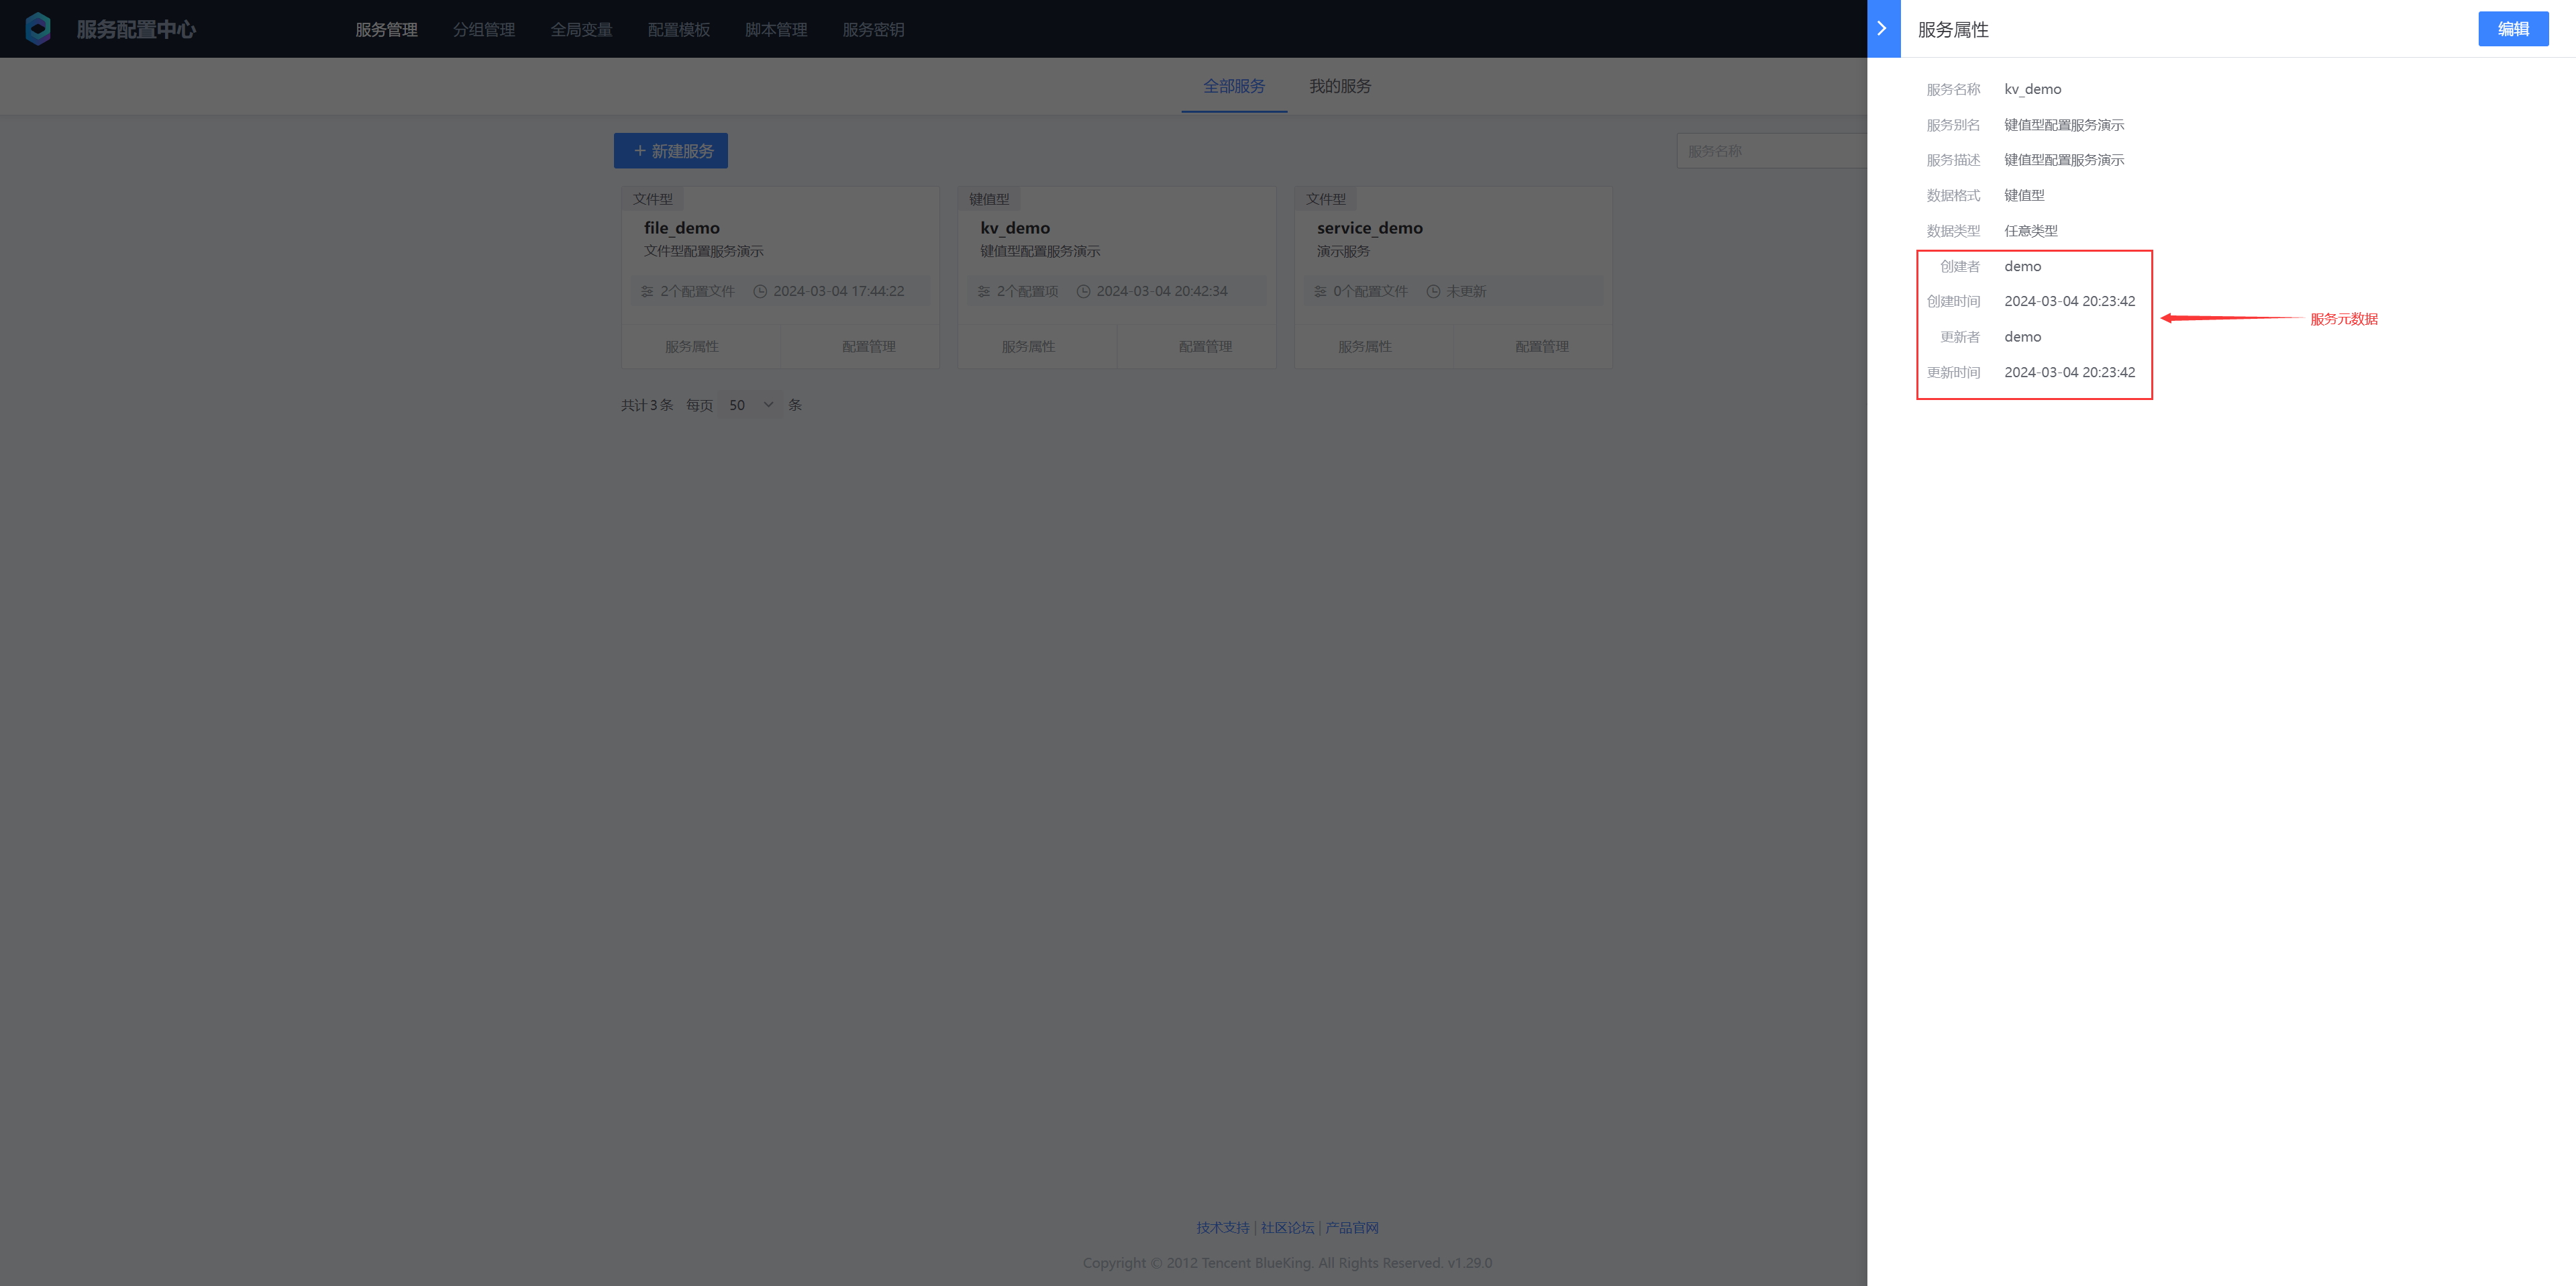 服务配置中心
服务管理 分组管理 全局变量 配置模板 脚本管理 服务密钥
全部服务 我的服务
+ 新建服务
服务名称
文件型
file_demo
文件型配置服务演示
2个配置文件 2024-03-04 17:44:22
服务属性 配置管理
键值型
kv_demo
键值型配置服务演示
2个配置项 2024-03-04 20:42:34
服务属性 配置管理
文件型
service_demo
演示服务
0个配置文件 未更新
服务属性 配置管理
共计3条 每页 50 条
技术支持 | 社区论坛 | 产品官网
Copyright © 2012 Tencent BlueKing. All Rights Reserved. v1.29.0
服务属性
编辑
服务名称 kv_demo
服务别名 键值型配置服务演示
服务描述 键值型配置服务演示
数据格式 键值型
数据类型 任意类型
创建者 demo
创建时间 2024-03-04 20:23:42
更新者 demo
更新时间 2024-03-04 20:23:42
服务元数据